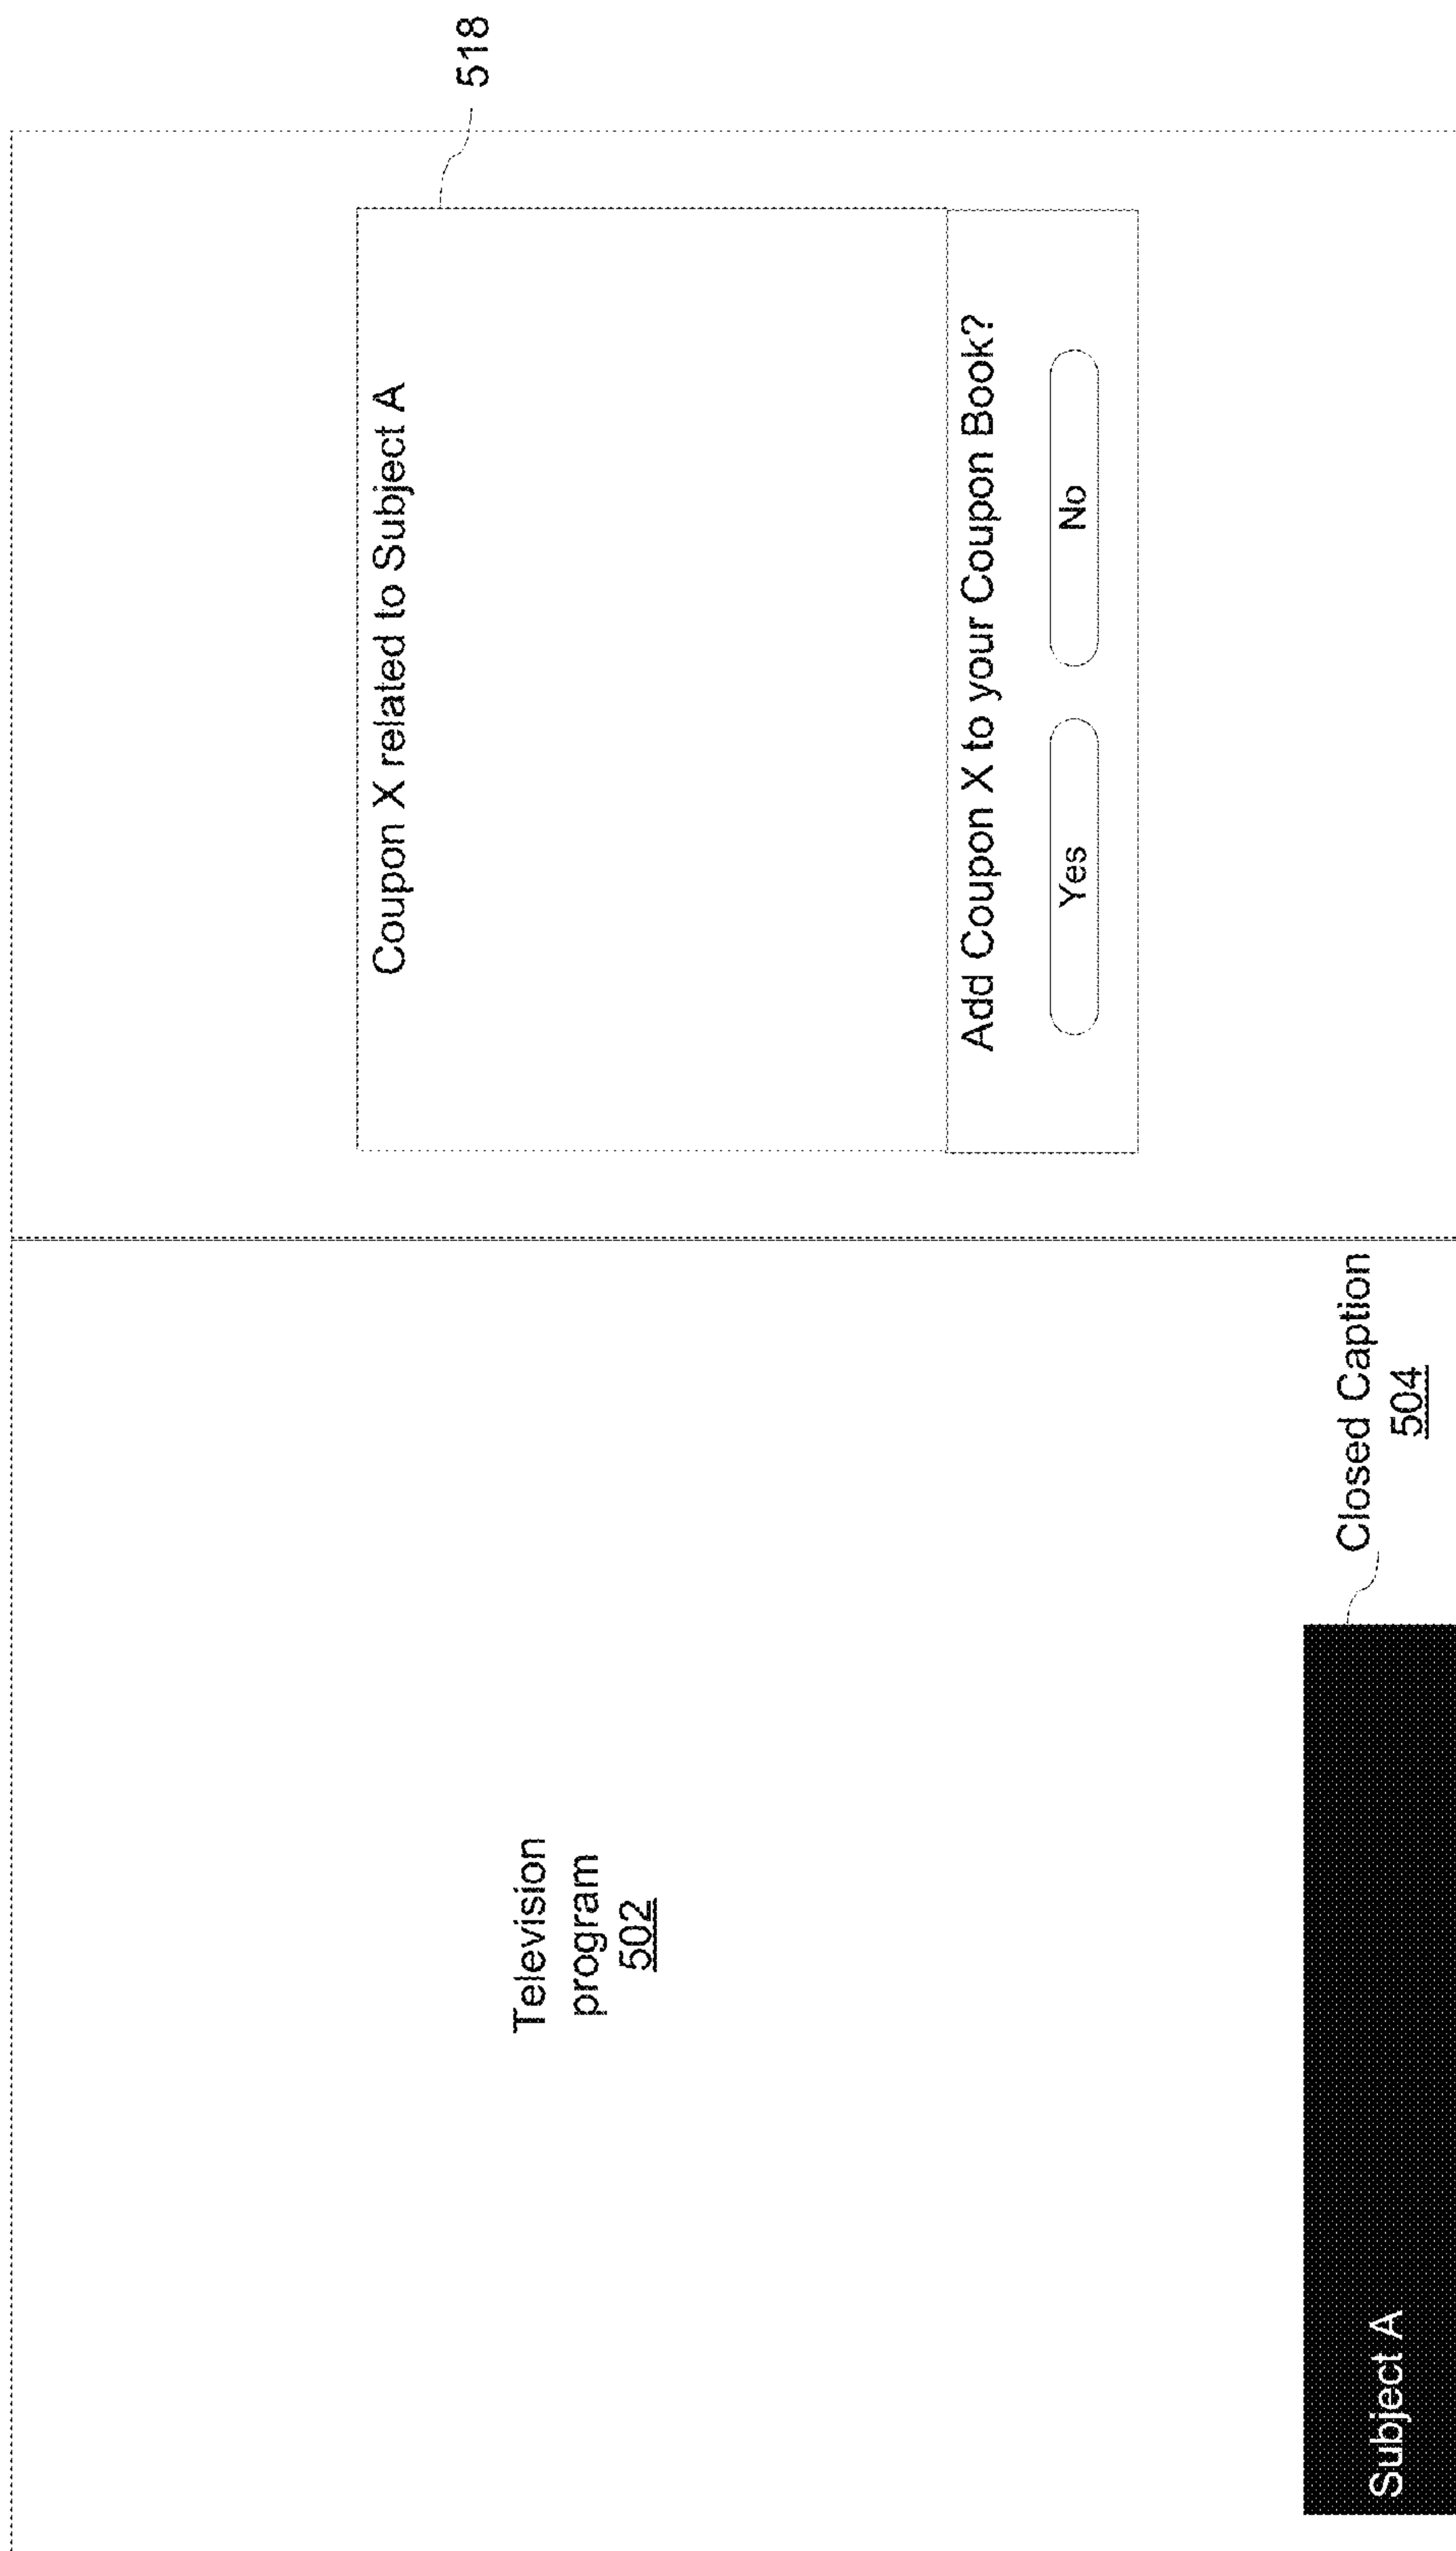 Television
program
502
Subject A
Closed Caption
504
Coupon X related to Subject A
518
Add Coupon X to your Coupon Book?
Yes
No